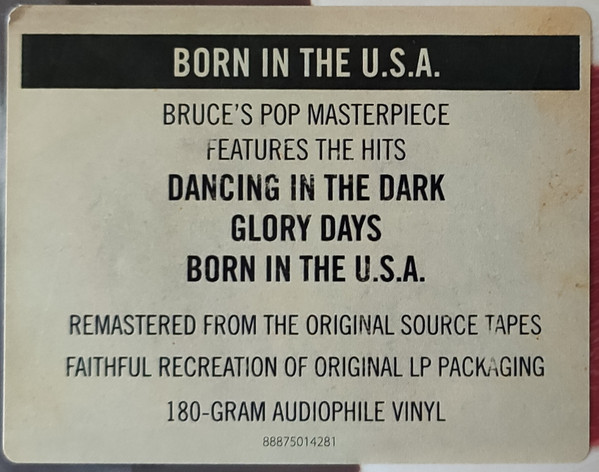 BORN IN THE U.S.A.
BRUCE'S POP MASTERPIECE
FEATURES THE HITS
DANCING IN THE DARK
GLORY DAYS
BORN IN THE U.S.A.
REMASTERED FROM THE ORIGINAL SOURCE TAPES
FAITHFUL RECREATION OF ORIGINAL LP PACKAGING
180-GRAM AUDIOPHILE VINYL
88875014281